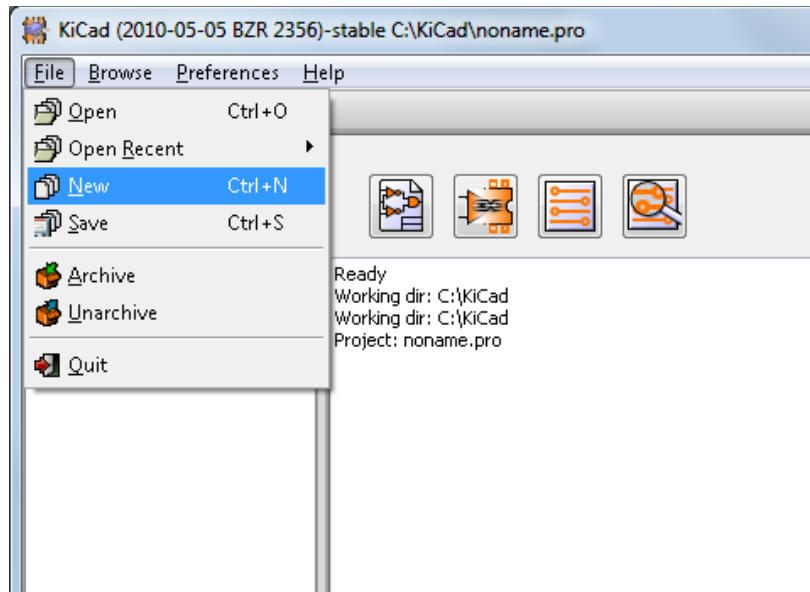 KiCad (2010-05-05 BZR 2356)-stable C:\KiCad\noname.pro
File Browse Preferences Help
Open Ctrl+O
Open Recent
New Ctrl+N
Save Ctrl+S
Archive
Unarchive
Quit
Ready
Working dir: C:\KiCad
Working dir: C:\KiCad
Project: noname.pro